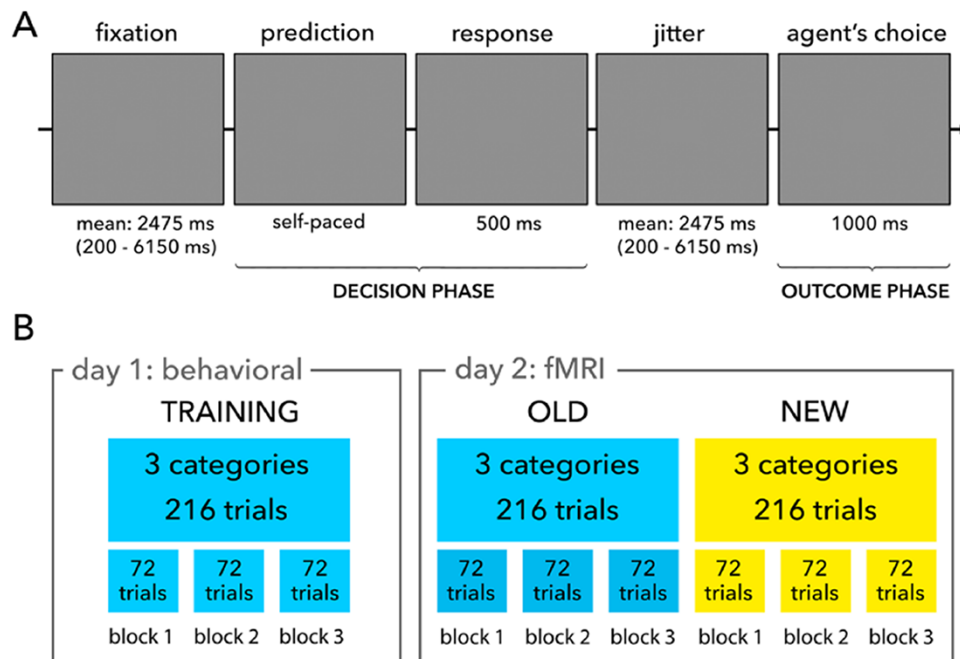 A
fixation prediction response jitter agent's choice
mean: 2475 ms self-paced 500 ms mean: 2475 ms 1000 ms
(200 - 6150 ms) (200 - 6150 ms)
DECISION PHASE OUTCOME PHASE
B
day 1: behavioral day 2: fMRI
TRAINING OLD NEW
3 categories 3 categories 3 categories
216 trials 216 trials 216 trials
72 72 72 72 72 72 72 72 72
trials trials trials trials trials trials trials trials trials
block 1 block 2 block 3 block 1 block 2 block 3 block 1 block 2 block 3